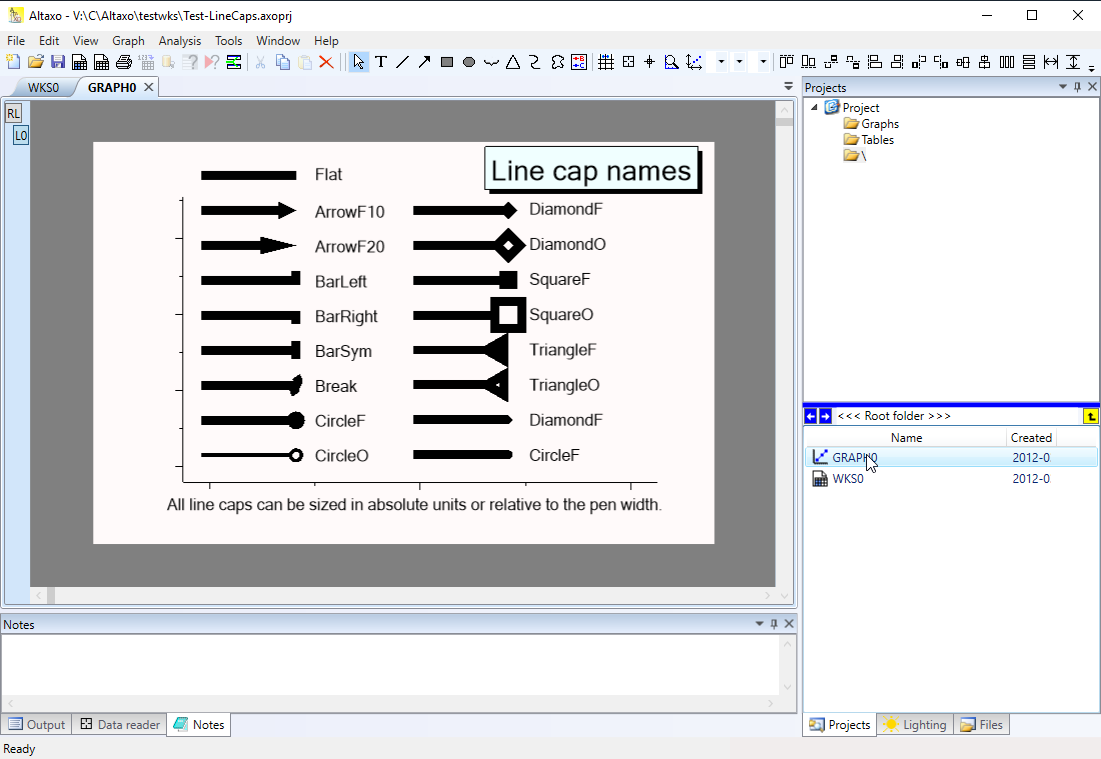 Altaxo - V:\C\Altaxo\testwks\Test-LineCaps.axoprj
File Edit View Graph Analysis Tools Window Help
WKS0 GRAPH0
RL
L0
Line cap names
Flat
ArrowF10 DiamondF
ArrowF20 DiamondO
BarLeft SquareF
BarRight SquareO
BarSym TriangleF
Break TriangleO
CircleF DiamondF
CircleO CircleF
All line caps can be sized in absolute units or relative to the pen width.
Projects
Project
Graphs
Tables
\
<<< Root folder >>>
Name Created
GRAPH0 2012-0
WKS0 2012-0
Notes
Output Data reader Notes
Projects Lighting Files
Ready